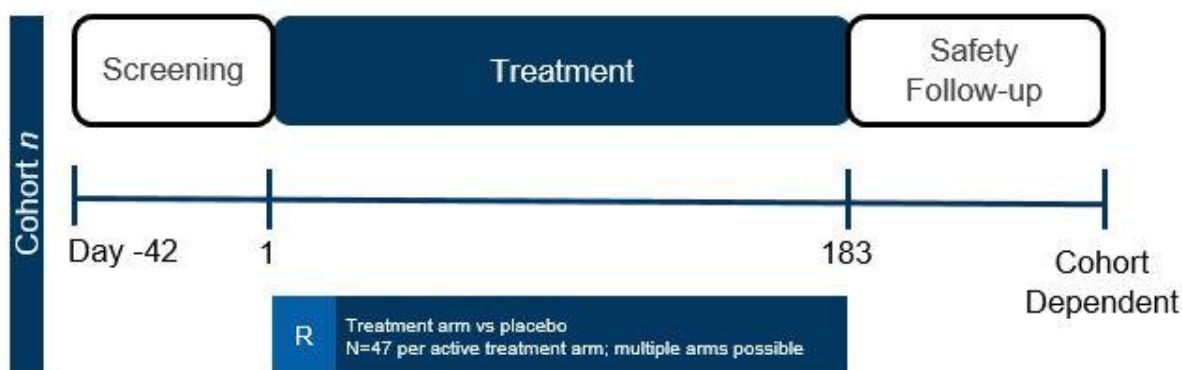 Cohort n
Screening
Treatment
Safety
Follow-up
Day -42
1
183
Cohort
Dependent
R
Treatment arm vs placebo
N=47 per active treatment arm; multiple arms possible